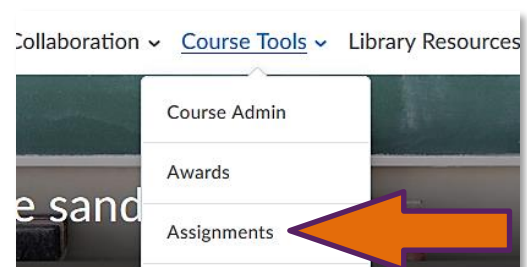 Collaboration Course Tools Library Resources
Course Admin
Awards
e sand
Assignments